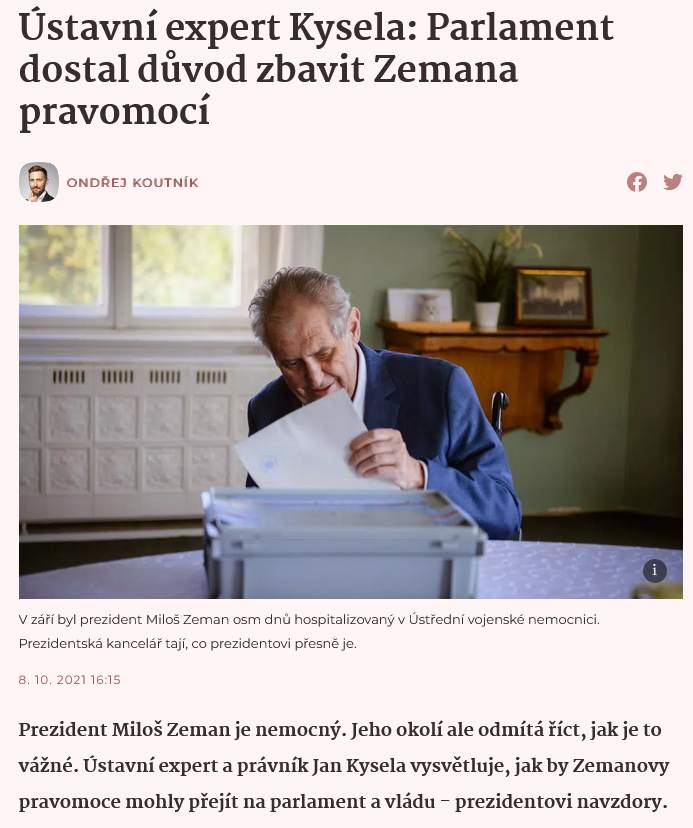 Ústavní expert Kysela: Parlament
dostal důvod zbavit Zemana
pravomocí
ONDŘEJ KOUTNÍK
i
V září byl prezident Miloš Zeman osm dnů hospitalizovaný v Ústřední vojenské nemocnici.
Prezidentská kancelář tají, co prezidentovi přesně je.
8. 10. 2021 16:15
Prezident Miloš Zeman je nemocný. Jeho okolí ale odmítá říct, jak je to
vážné. Ústavní expert a právník Jan Kysela vysvětluje, jak by Zemanovy
pravomoce mohly přejít na parlament a vládu – prezidentovi navzdory.